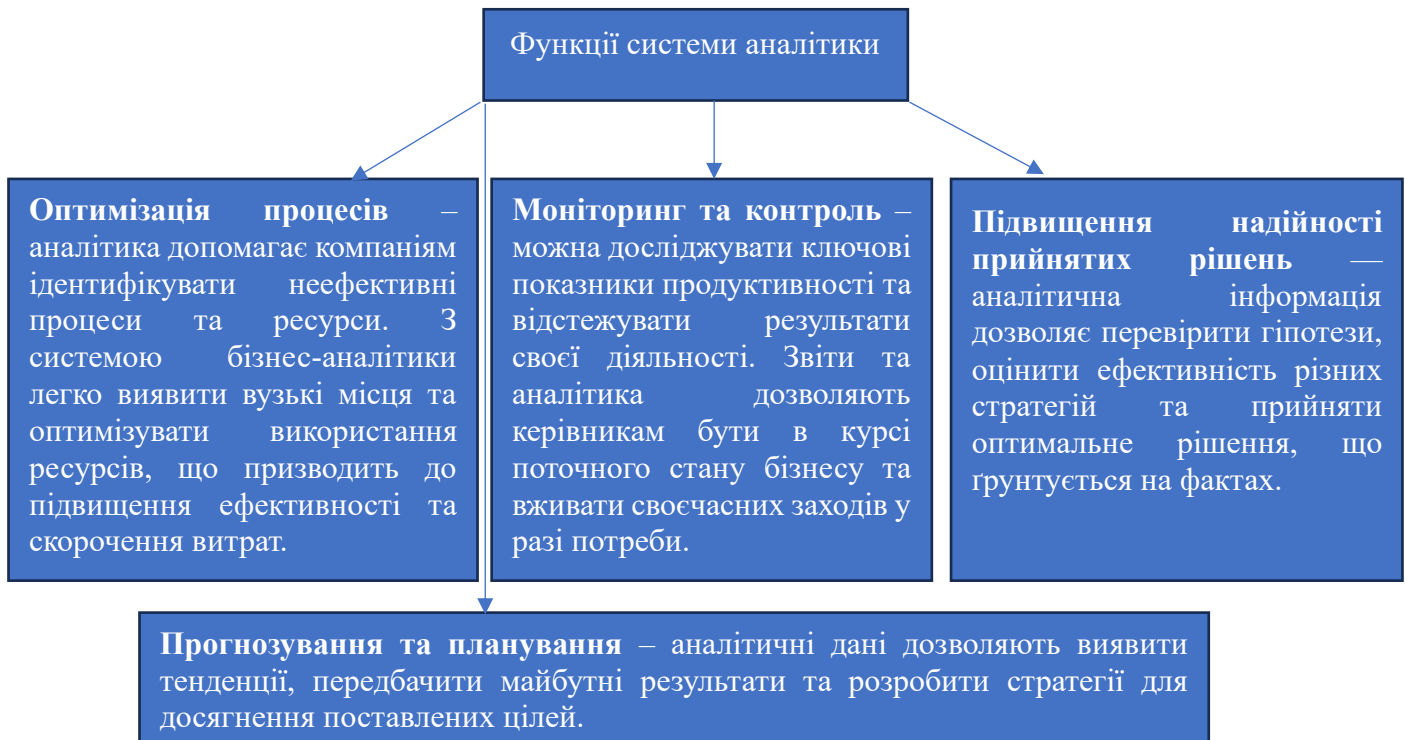 Функції системи аналітики
Оптимізація процесів –
аналітика допомагає компаніям
ідентифікувати неефективні
процеси та ресурси. З
системою бізнес-аналітики
легко виявити вузькі місця та
оптимізувати використання
ресурсів, що призводить до
підвищення ефективності та
скорочення витрат.
Моніторинг та контроль –
можна досліджувати ключові
показники продуктивності та
відстежувати результати
своєї діяльності. Звіти та
аналітика дозволяють
керівникам бути в курсі
поточного стану бізнесу та
вживати своєчасних заходів у
разі потреби.
Підвищення надійності
прийнятих рішень —
аналітична інформація
дозволяє перевірити гіпотези,
оцінити ефективність різних
стратегій та прийняти
оптимальне рішення, що
ґрунтується на фактах.
Прогнозування та планування – аналітичні дані дозволяють виявити
тенденції, передбачити майбутні результати та розробити стратегії для
досягнення поставлених цілей.